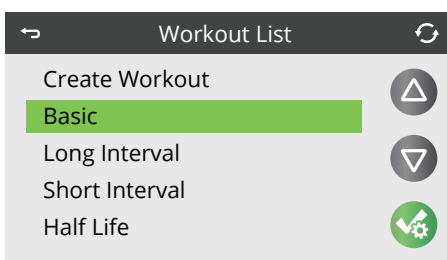 Workout List
Create Workout
Basic
Long Interval
Short Interval
Half Life